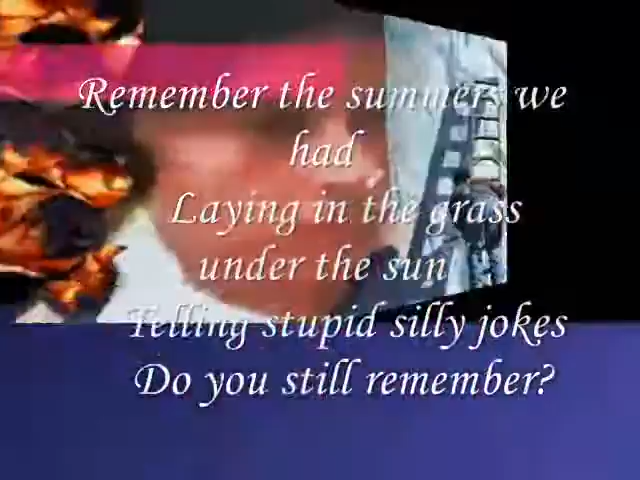 Remember the summers we
had
Laying in the grass
under the sun
Telling stupid silly jokes
Do you still remember?